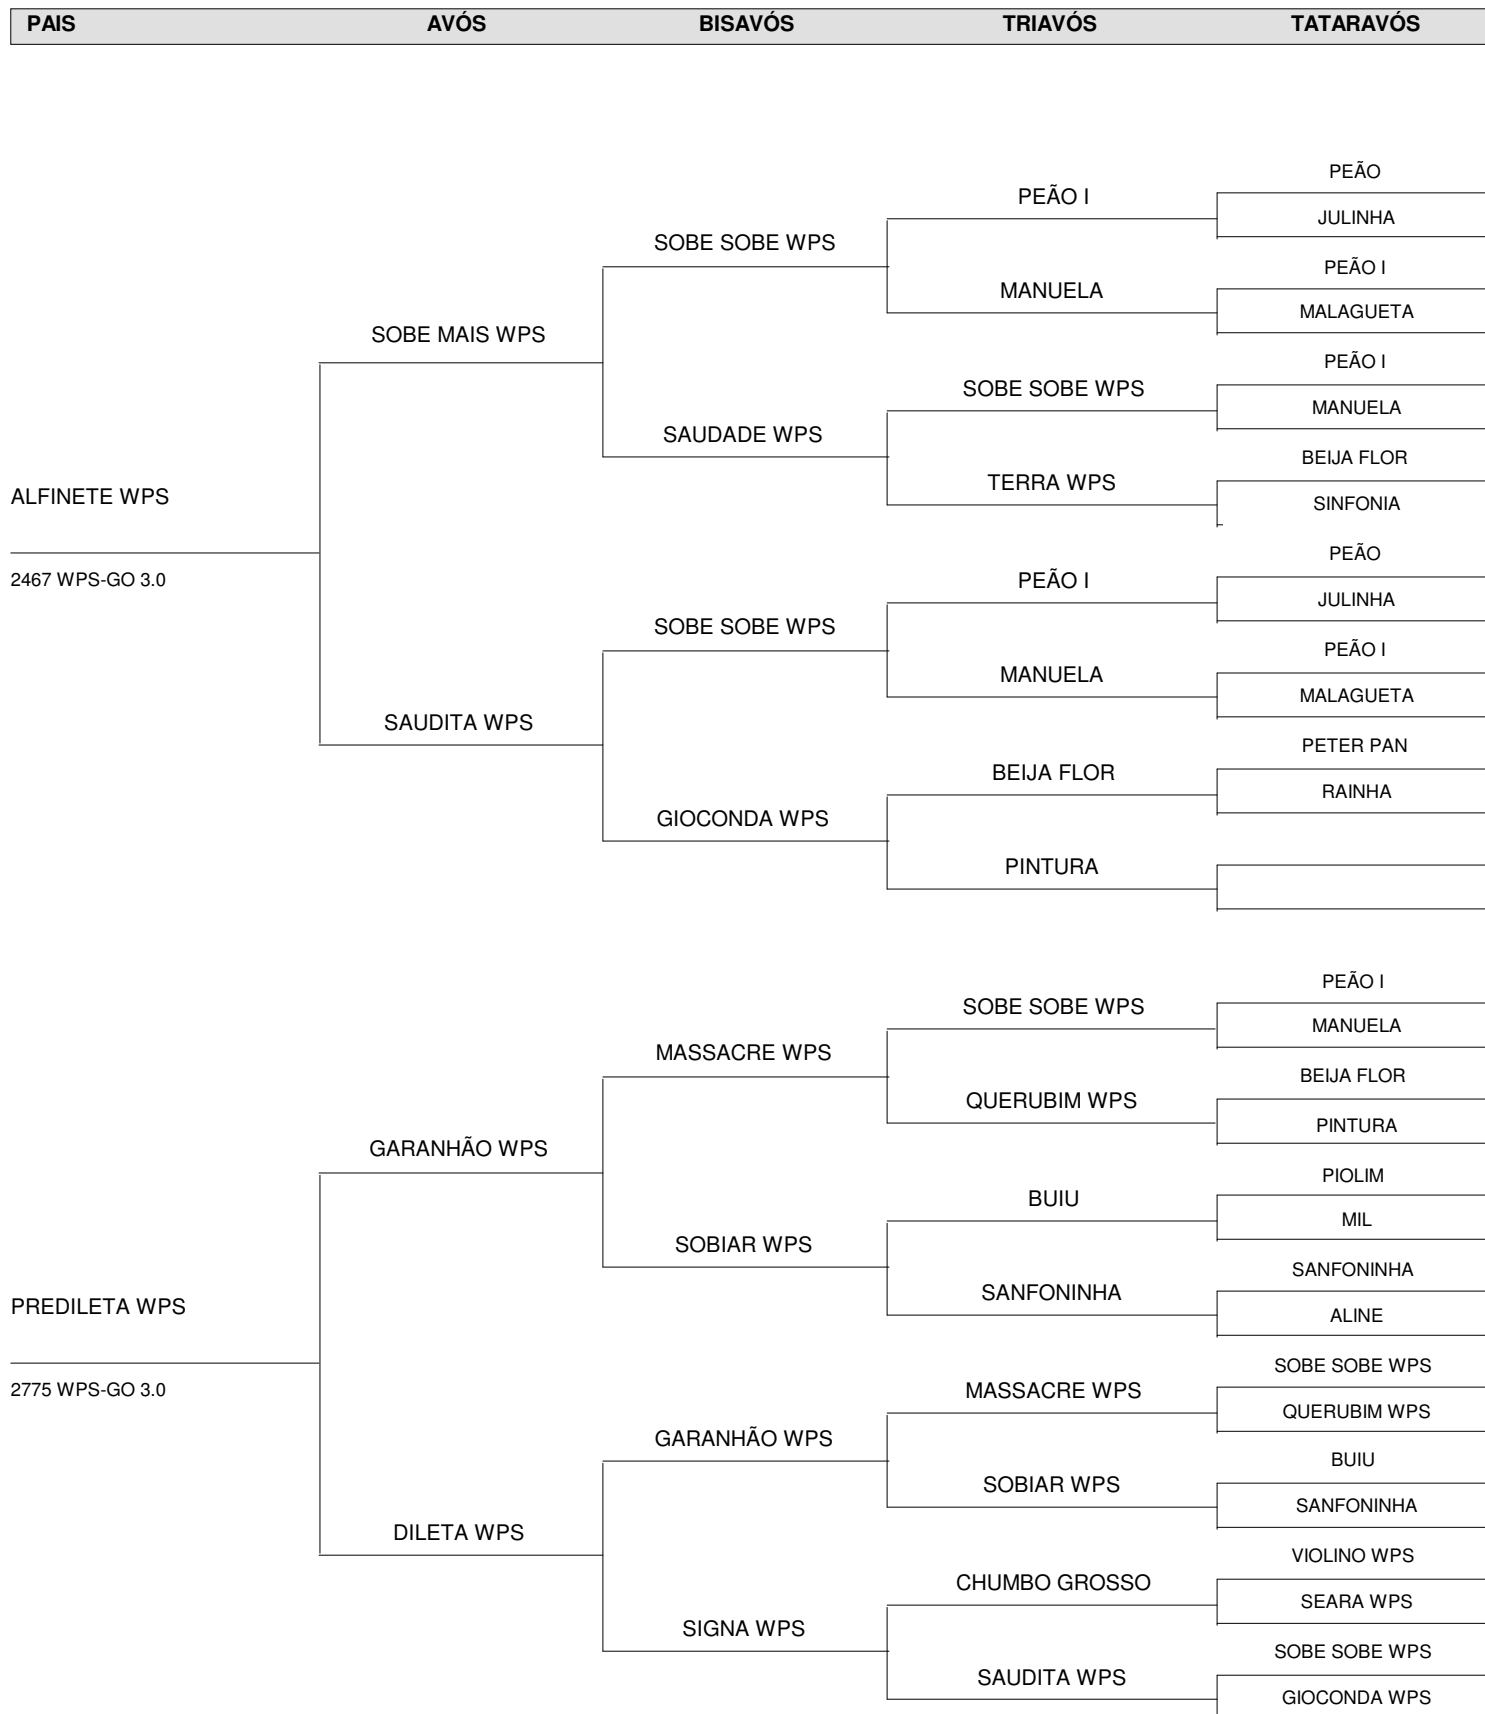 PAIS AVÓS BISAVÓS TRIAVÓS TATARAVÓS
PEÃO
PEÃO I
JULINHA
SOBE SOBE WPS
PEÃO I
MANUELA
MALAGUETA
SOBE MAIS WPS
PEÃO I
SOBE SOBE WPS
MANUELA
SAUDADE WPS
BEIJA FLOR
TERRA WPS
ALFINETE WPS
SINFONIA
PEÃO
2467 WPS-GO 3.0
PEÃO I
JULINHA
SOBE SOBE WPS
PEÃO I
MANUELA
MALAGUETA
SAUDITA WPS
PETER PAN
BEIJA FLOR
RAINHA
GIOCONDA WPS
PINTURA
PEÃO I
SOBE SOBE WPS
MANUELA
MASSACRE WPS
BEIJA FLOR
QUERUBIM WPS
PINTURA
GARANHÃO WPS
PIOLIM
BUIU
MIL
SOBIAR WPS
SANFONINHA
SANFONINHA
PREDILETA WPS
ALINE
SOBE SOBE WPS
2775 WPS-GO 3.0
MASSACRE WPS
QUERUBIM WPS
GARANHÃO WPS
BUIU
SOBIAR WPS
SANFONINHA
DILETA WPS
VIOLINO WPS
CHUMBO GROSSO
SEARA WPS
SIGNA WPS
SOBE SOBE WPS
SAUDITA WPS
GIOCONDA WPS